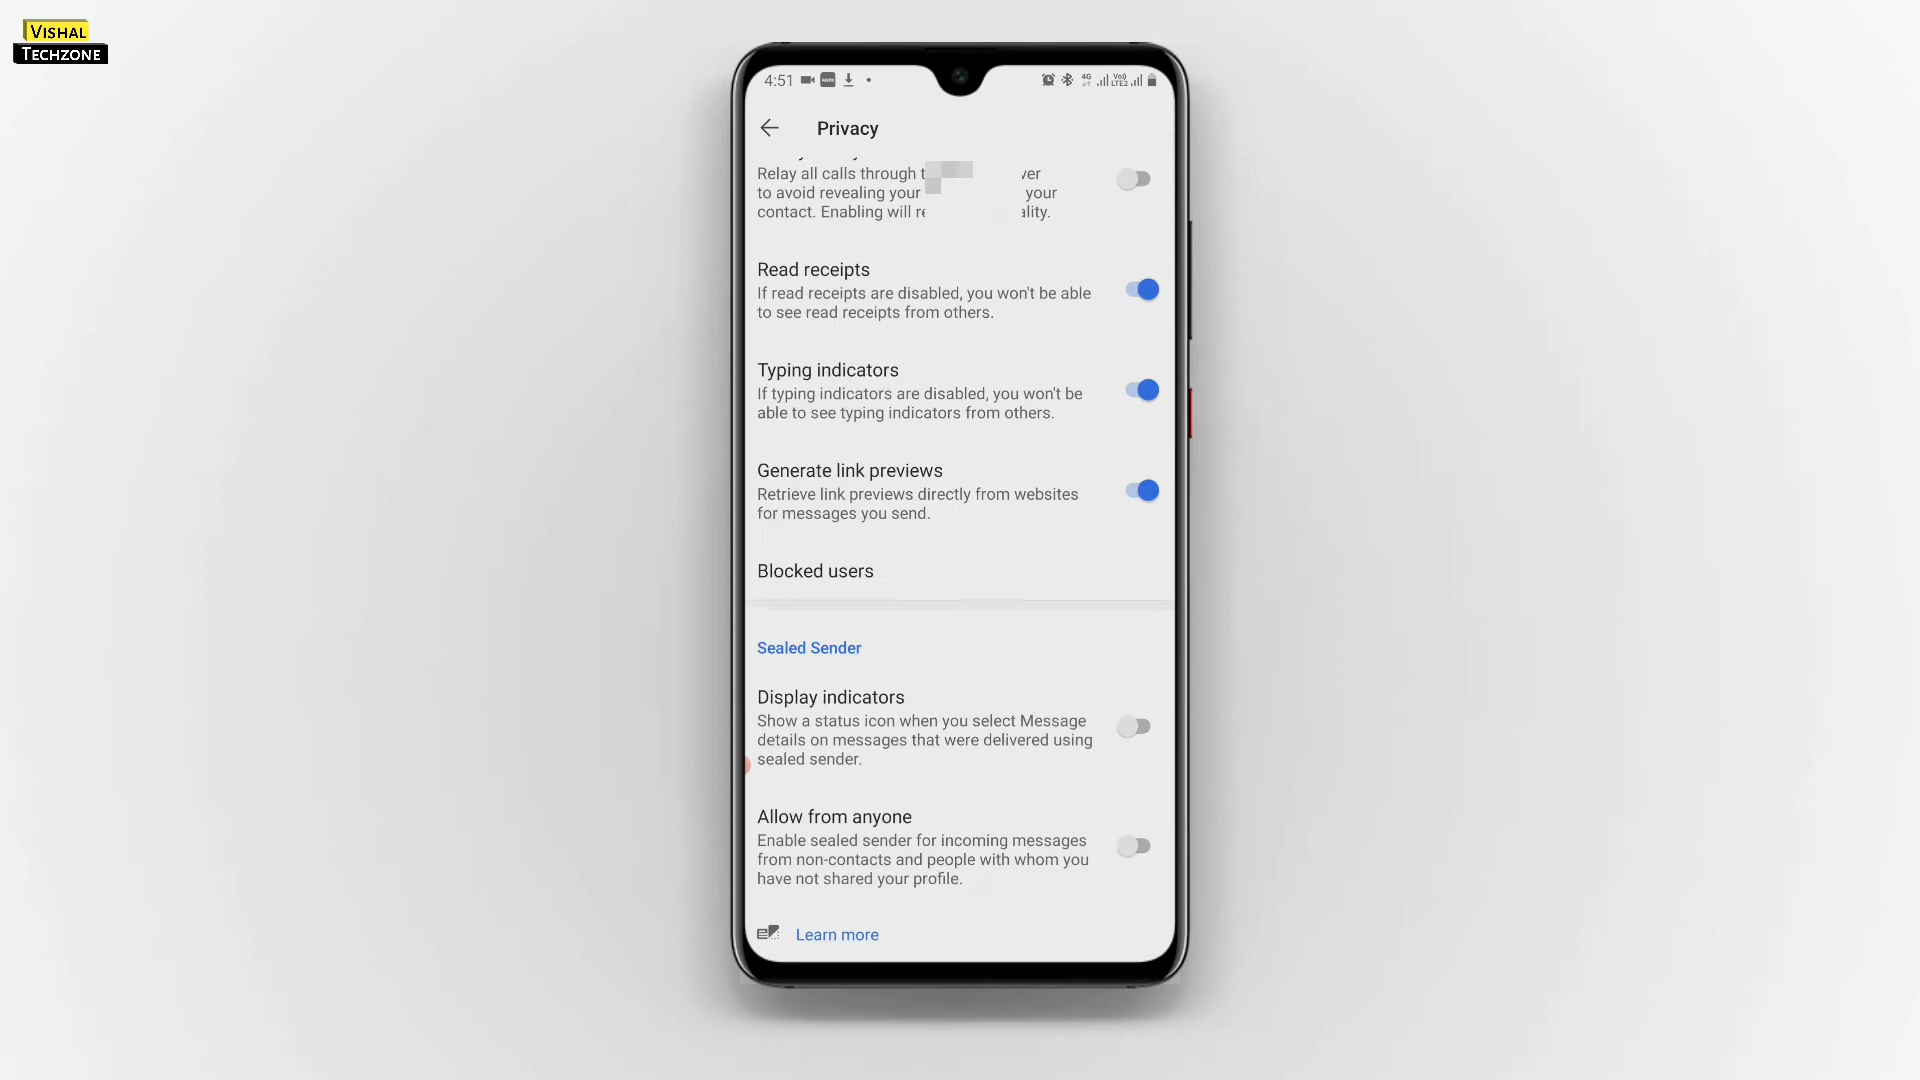 VISHAL
TECHZONE
4:51
4G
Vo))
LTE2
Privacy
Relay all calls through
to avoid revealing your your
contact. Enabling will
Read receipts
If read receipts are disabled, you won't be able
to see read receipts from others.
Typing indicators
If typing indicators are disabled, you won't be
able to see typing indicators from others.
Generate link previews
Retrieve link previews directly from websites
for messages you send.
Blocked users
Sealed Sender
Display indicators
Show a status icon when you select Message
details on messages that were delivered using
sealed sender.
Allow from anyone
Enable sealed sender for incoming messages
from non-contacts and people with whom you
have not shared your profile.
Learn more